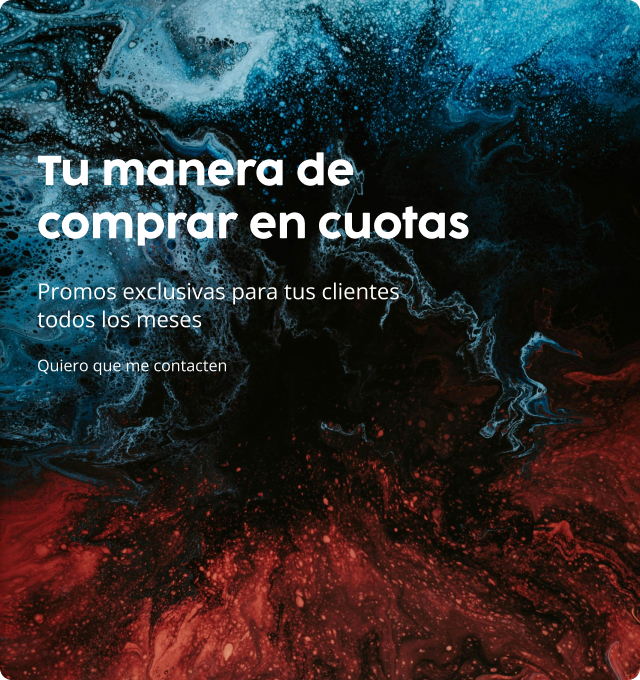 Tu manera de
comprar en cuotas
Promos exclusivas para tus clientes
todos los meses
Quiero que me contacten